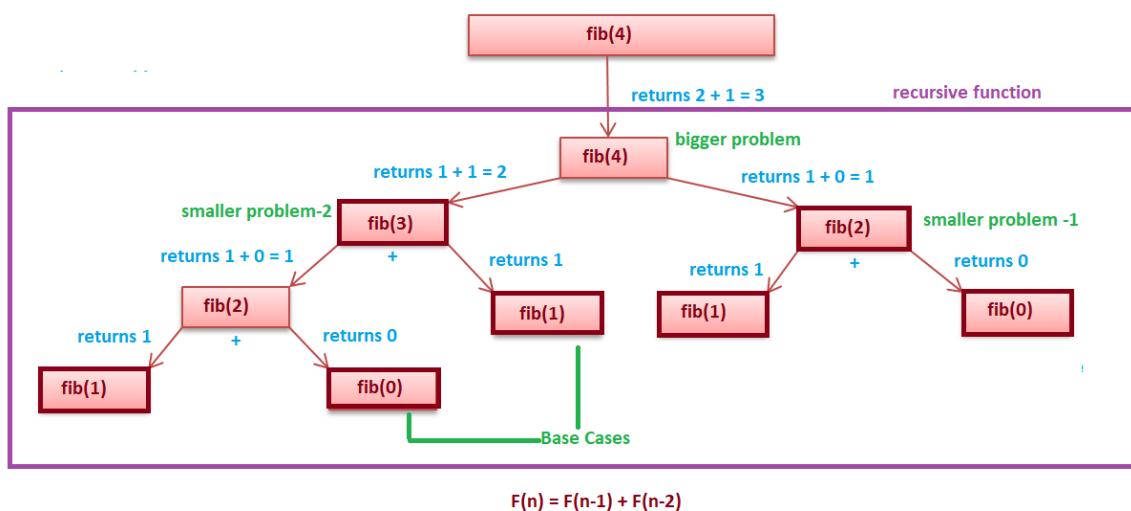 fib(4)
returns 2 + 1 = 3
recursive function
bigger problem
fib(4)
returns 1 + 1 = 2
returns 1 + 0 = 1
smaller problem-2
fib(3)
+
fib(2)
+
smaller problem -1
returns 1 + 0 = 1
returns 1
returns 1
returns 0
fib(2)
+
fib(1)
fib(1)
fib(0)
returns 1
returns 0
fib(1)
fib(0)
Base Cases
F(n) = F(n-1) + F(n-2)